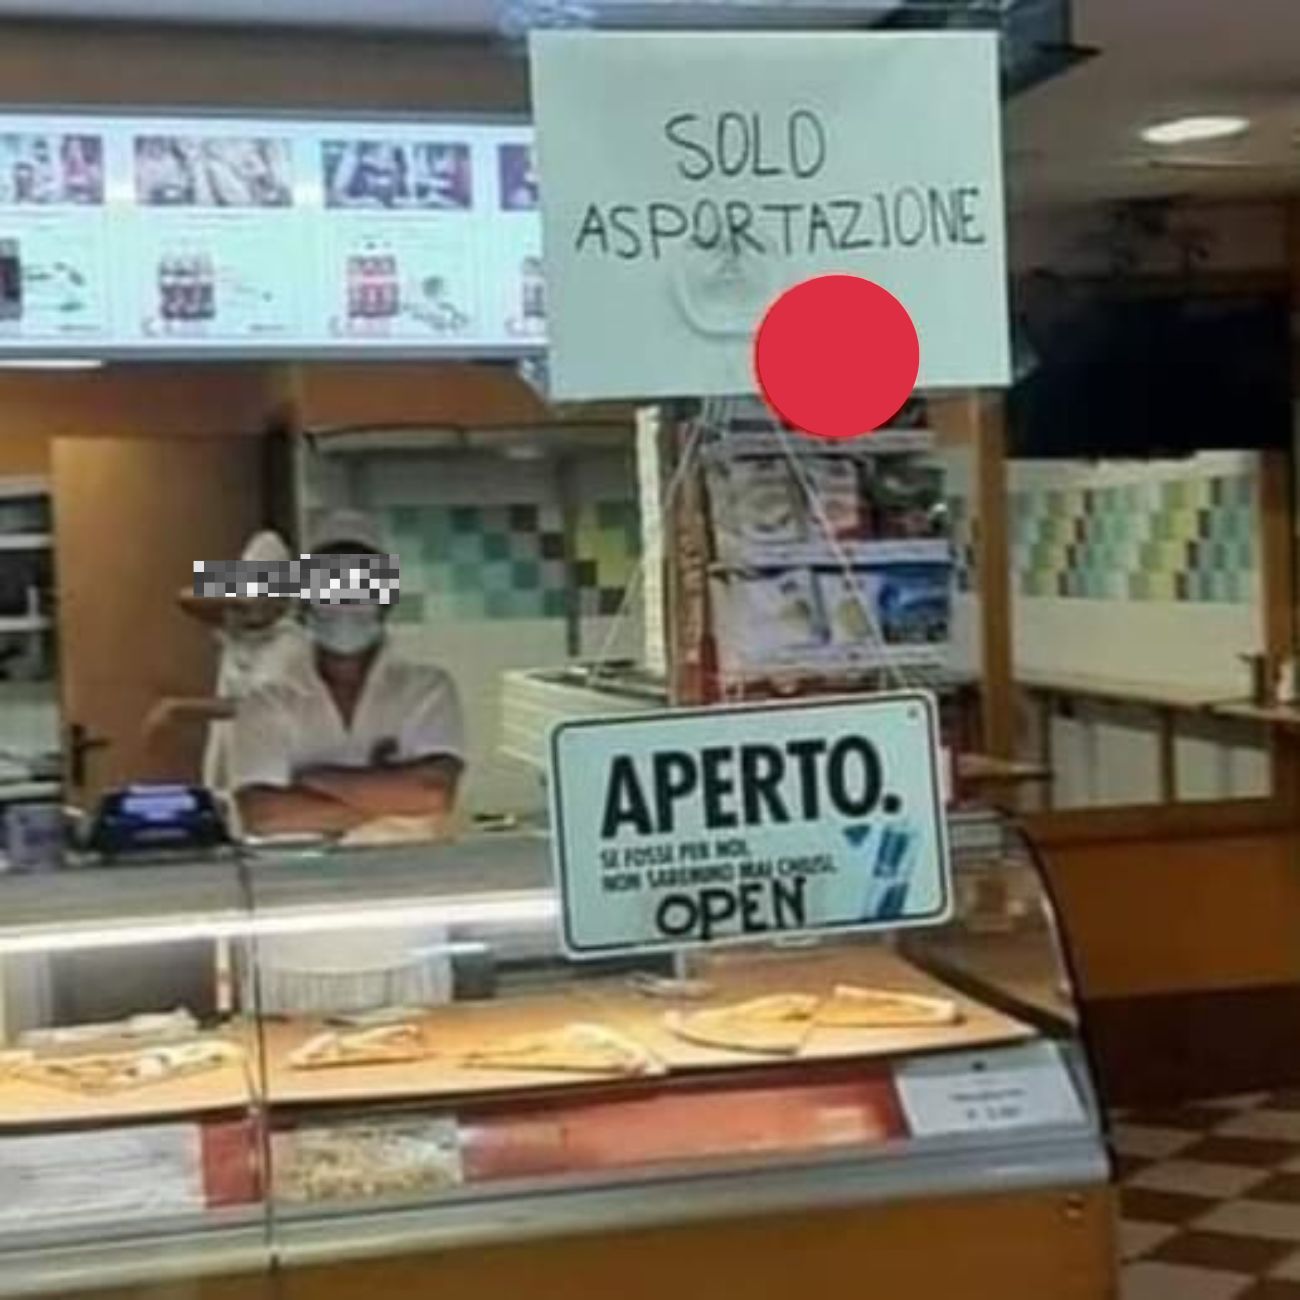 SOLO
ASPORTAZIONE
APERTO.
SE FOSSE PER NOI,
NON SAREMMO MAI CHIUSI.
OPEN